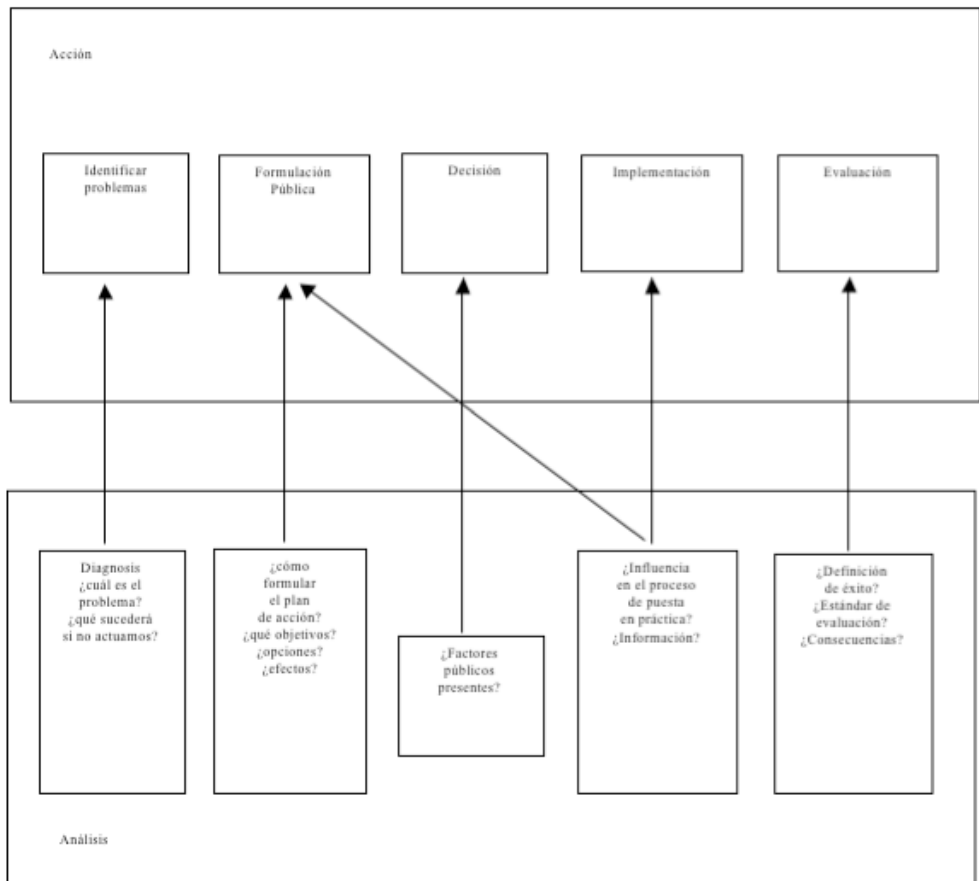 Acción
Identificar
problemas
Formulación
Pública
Decisión
Implementación
Evaluación
Diagnosis
¿cuál es el
problema?
¿qué sucederá
si no actuamos?
¿cómo
formular
el plan
de acción?
¿qué objetivos?
¿opciones?
¿efectos?
¿Factores
públicos
presentes?
¿Influencia
en el proceso
de puesta
en práctica?
¿Información?
¿Definición
de éxito?
¿Estándar de
evaluación?
¿Consecuencias?
Análisis